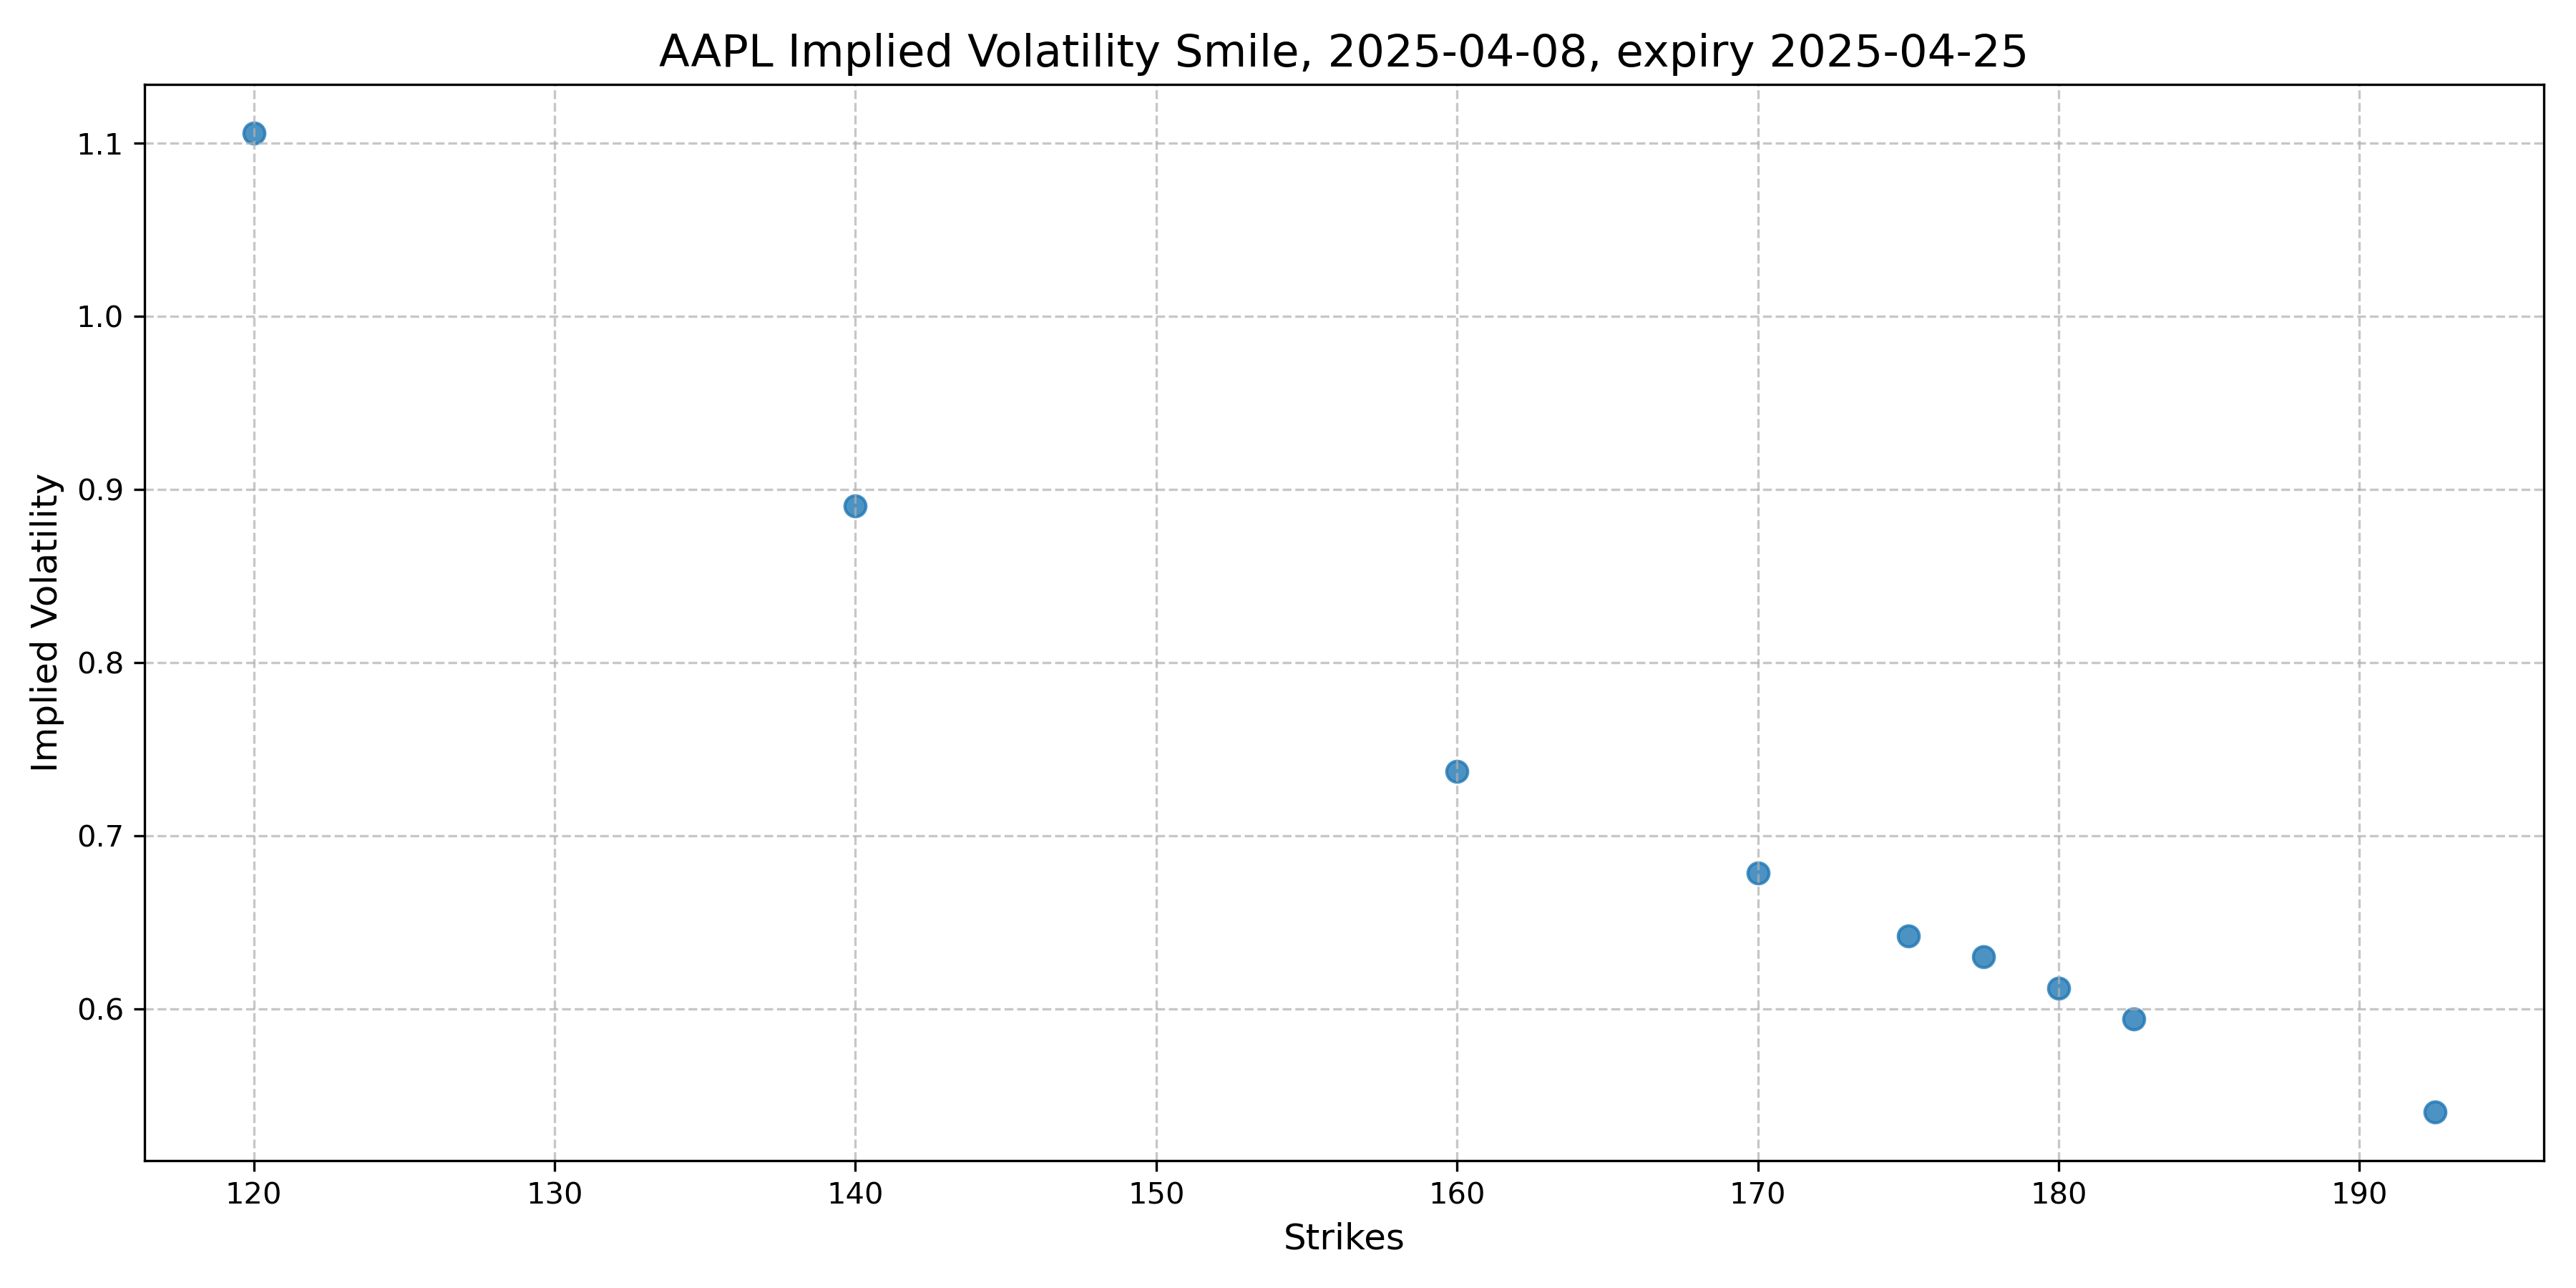 AAPL Implied Volatility Smile, 2025-04-08, expiry 2025-04-25
Implied Volatility
1.1
1.0
0.9
0.8
0.7
0.6
120 130 140 150 160 170 180 190
Strikes